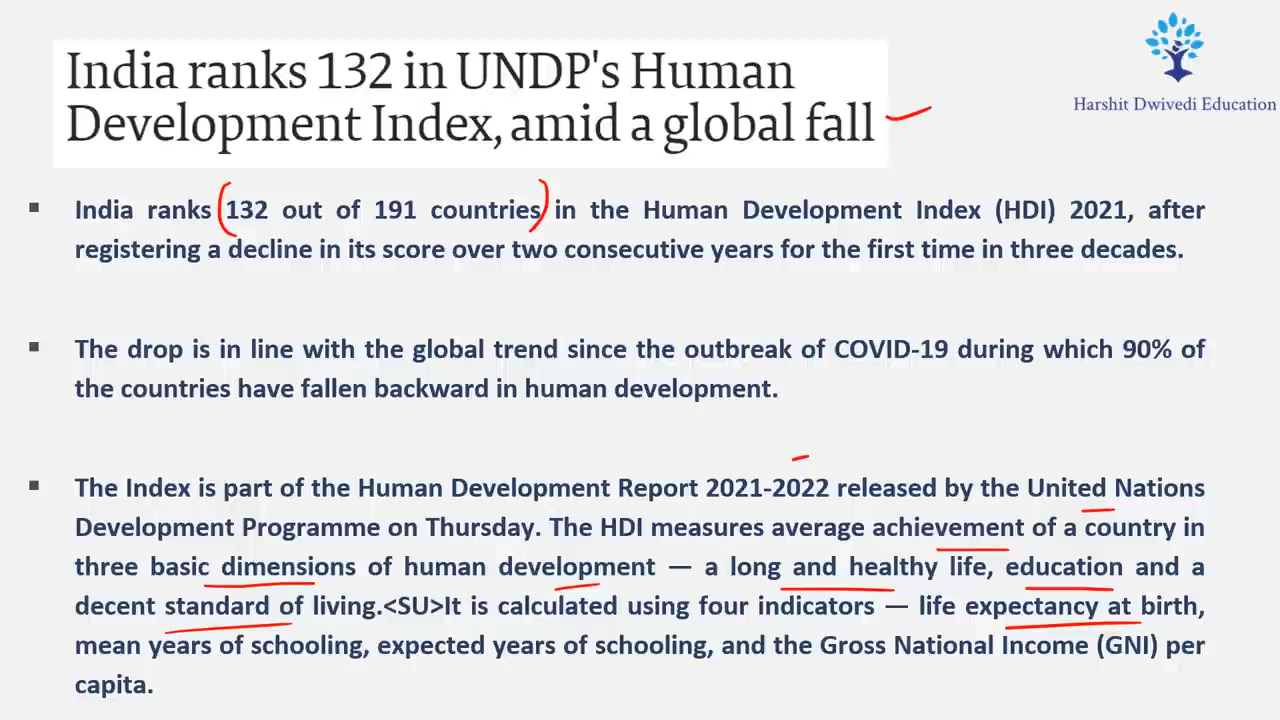 India ranks 132 in UNDP's Human
Development Index, amid a global fall
Harshit Dwivedi Education
▪ India ranks 132 out of 191 countries in the Human Development Index (HDI) 2021, after
registering a decline in its score over two consecutive years for the first time in three decades.
▪ The drop is in line with the global trend since the outbreak of COVID-19 during which 90% of
the countries have fallen backward in human development.
▪ The Index is part of the Human Development Report 2021-2022 released by the United Nations
Development Programme on Thursday. The HDI measures average achievement of a country in
three basic dimensions of human development — a long and healthy life, education and a
decent standard of living.<SU>It is calculated using four indicators — life expectancy at birth,
mean years of schooling, expected years of schooling, and the Gross National Income (GNI) per
capita.